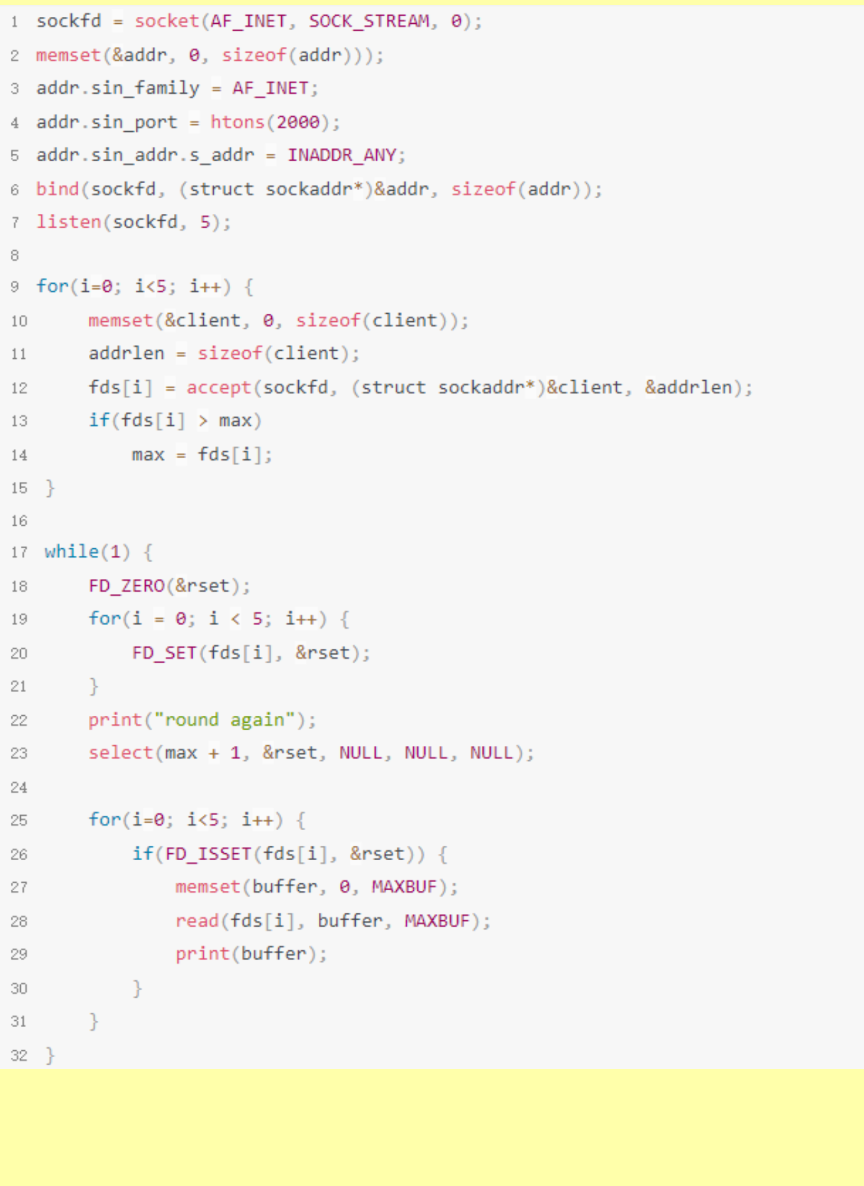 1 sockfd = socket(AF_INET, SOCK_STREAM, 0);
2 memset(&addr, 0, sizeof(addr)));
3 addr.sin_family = AF_INET;
4 addr.sin_port = htons(2000);
5 addr.sin_addr.s_addr = INADDR_ANY;
6 bind(sockfd, (struct sockaddr*)&addr, sizeof(addr));
7 listen(sockfd, 5);
8
9 for(i=0; i<5; i++) {
10     memset(&client, 0, sizeof(client));
11     addrlen = sizeof(client);
12     fds[i] = accept(sockfd, (struct sockaddr*)&client, &addrlen);
13     if(fds[i] > max)
14         max = fds[i];
15 }
16
17 while(1) {
18     FD_ZERO(&rset);
19     for(i = 0; i < 5; i++) {
20         FD_SET(fds[i], &rset);
21     }
22     print("round again");
23     select(max + 1, &rset, NULL, NULL, NULL);
24
25     for(i=0; i<5; i++) {
26         if(FD_ISSET(fds[i], &rset)) {
27             memset(buffer, 0, MAXBUF);
28             read(fds[i], buffer, MAXBUF);
29             print(buffer);
30         }
31     }
32 }